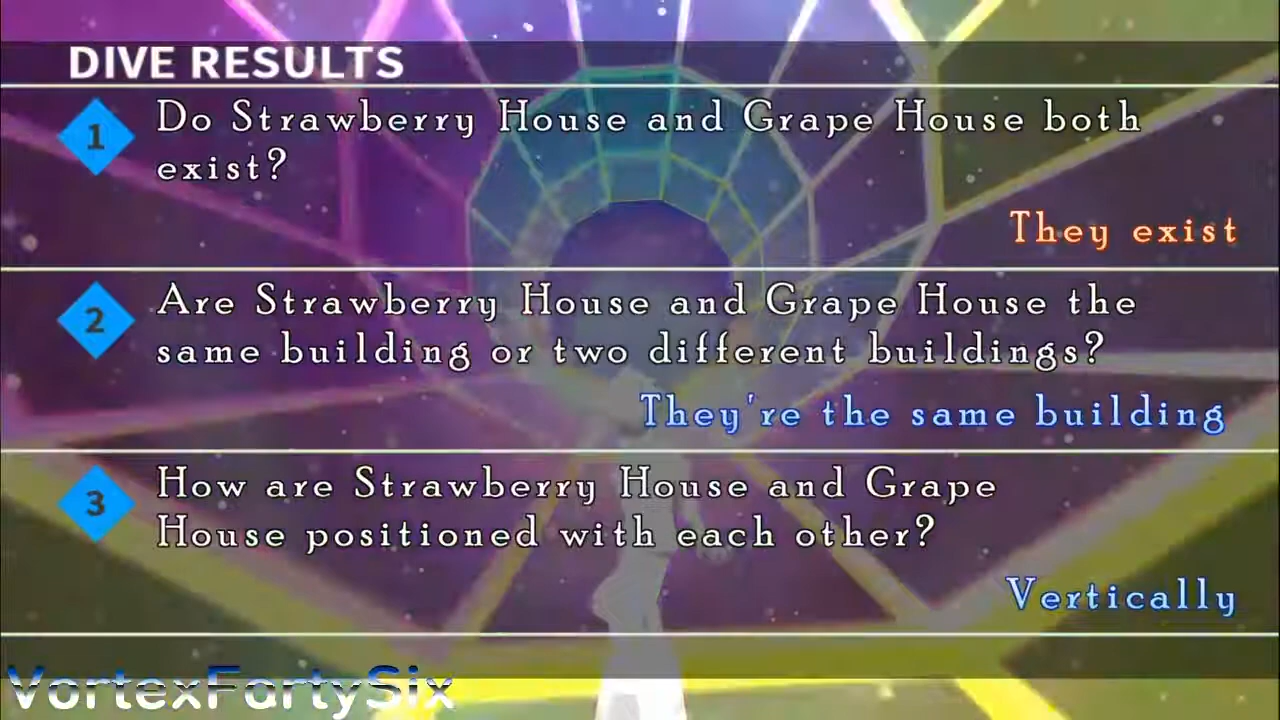 DIVE RESULTS
1
Do Strawberry House and Grape House both
exist?
They exist
2
Are Strawberry House and Grape House the
same building or two different buildings?
They're the same building
3
How are Strawberry House and Grape
House positioned with each other?
Vertically
VortexFortySix